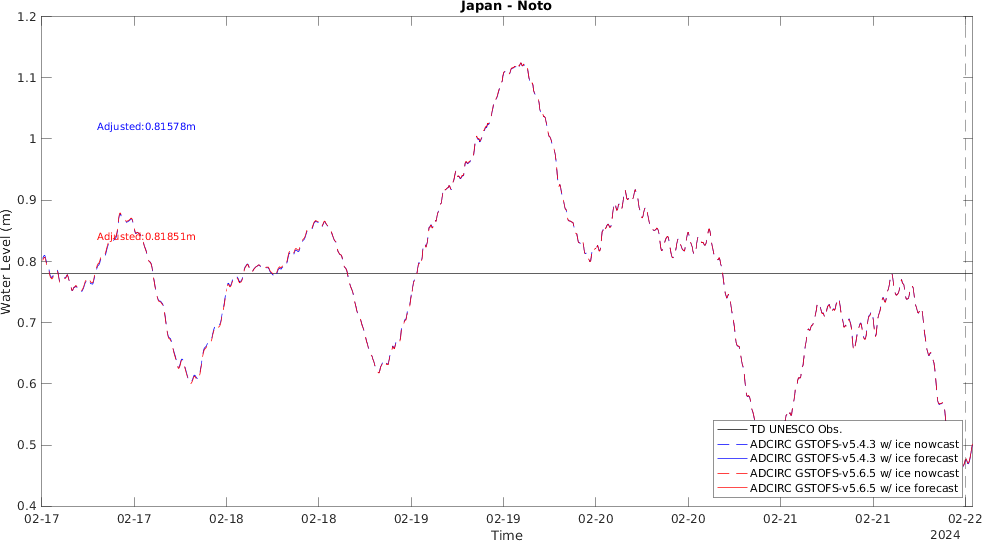 Japan - Noto
1.2
1.1
1
0.9
0.8
0.7
0.6
0.5
0.4
Water Level (m)
Adjusted:0.81578m
Adjusted:0.81851m
TD UNESCO Obs.
ADCIRC GSTOFS-v5.4.3 w/ ice nowcast
ADCIRC GSTOFS-v5.4.3 w/ ice forecast
ADCIRC GSTOFS-v5.6.5 w/ ice nowcast
ADCIRC GSTOFS-v5.6.5 w/ ice forecast
02-17 02-17 02-18 02-18 02-19 02-19 02-20 02-20 02-21 02-21 02-22
Time
2024